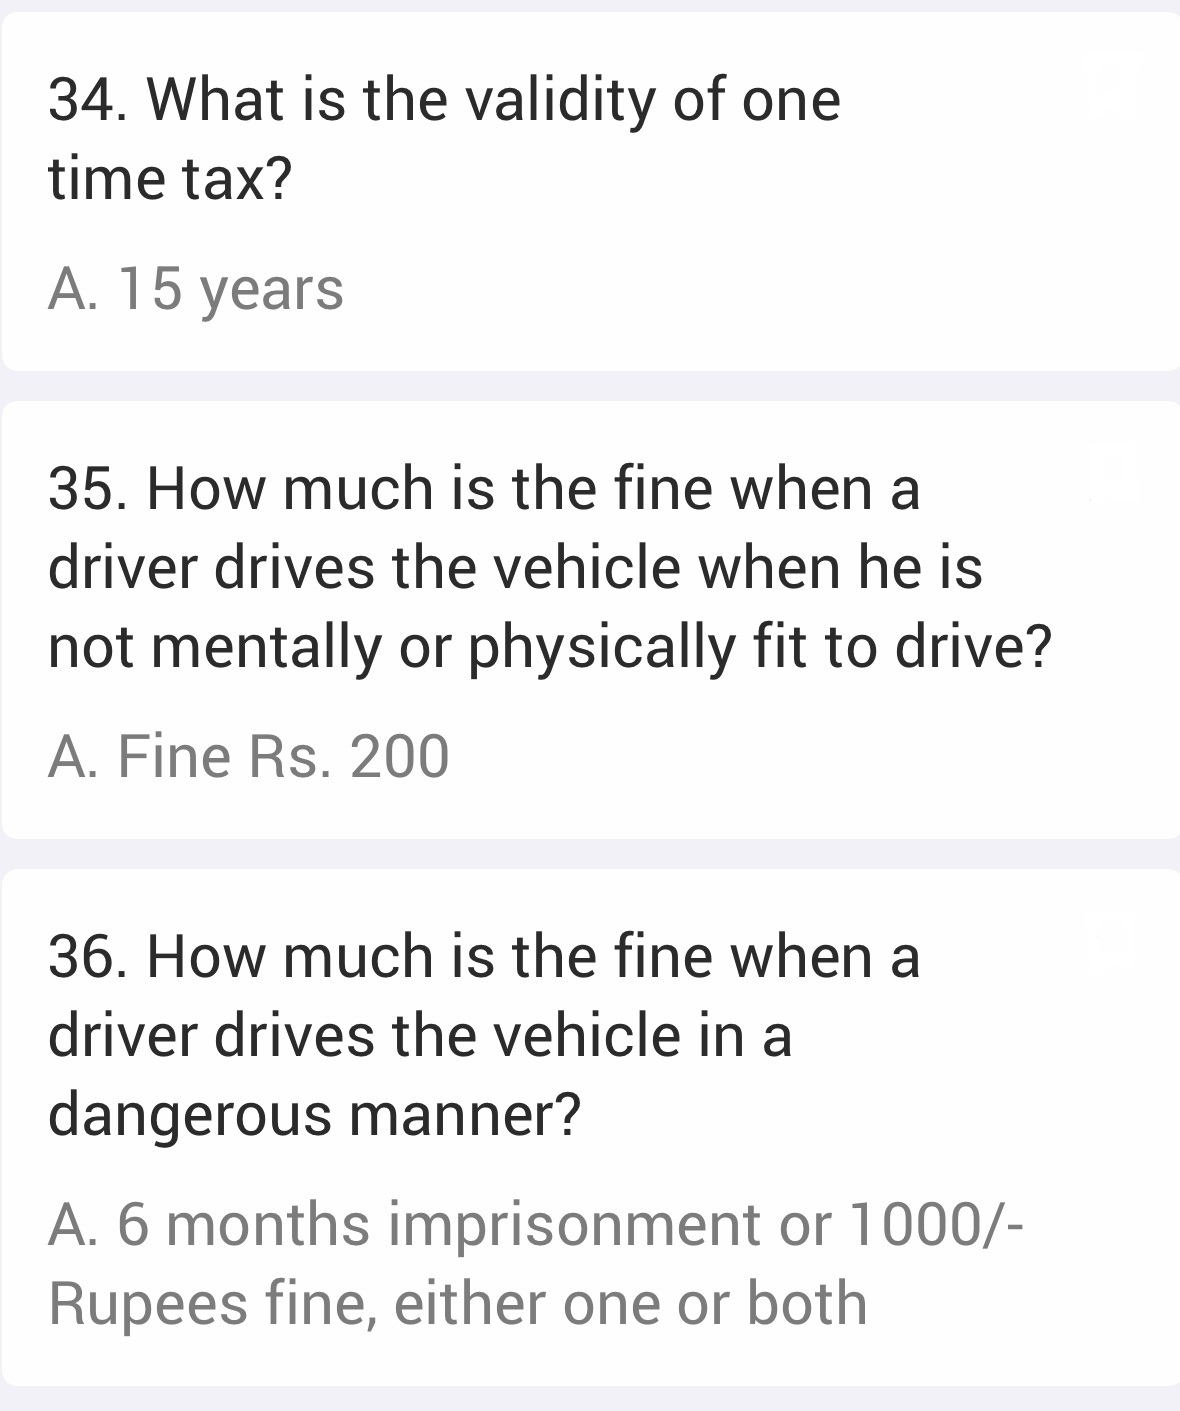 34. What is the validity of one
time tax?
A. 15 years
35. How much is the fine when a
driver drives the vehicle when he is
not mentally or physically fit to drive?
A. Fine Rs. 200
36. How much is the fine when a
driver drives the vehicle in a
dangerous manner?
A. 6 months imprisonment or 1000/-
Rupees fine, either one or both